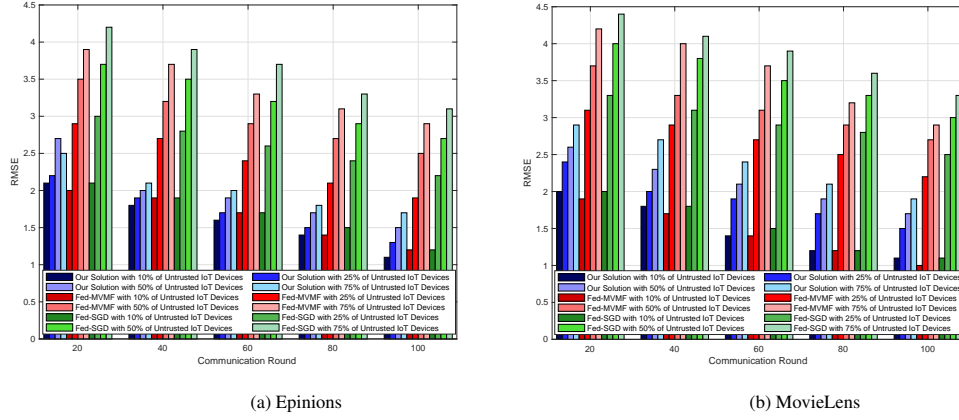 4.5
4
3.5
3
2.5
2
1.5
1
0.5
0
RMSE
Our Solution with 10% of Untrusted IoT Devices
Our Solution with 25% of Untrusted IoT Devices
Our Solution with 50% of Untrusted IoT Devices
Our Solution with 75% of Untrusted IoT Devices
Fed-MVMF with 10% of Untrusted IoT Devices
Fed-MVMF with 25% of Untrusted IoT Devices
Fed-MVMF with 50% of Untrusted IoT Devices
Fed-MVMF with 75% of Untrusted IoT Devices
Fed-SGD with 10% of Untrusted IoT Devices
Fed-SGD with 25% of Untrusted IoT Devices
Fed-SGD with 50% of Untrusted IoT Devices
Fed-SGD with 75% of Untrusted IoT Devices
20 40 60 80 100
Communication Round
(a) Epinions
4.5
4
3.5
3
2.5
2
1.5
1
0.5
0
RMSE
Our Solution with 10% of Untrusted IoT Devices
Our Solution with 25% of Untrusted IoT Devices
Our Solution with 50% of Untrusted IoT Devices
Our Solution with 75% of Untrusted IoT Devices
Fed-MVMF with 10% of Untrusted IoT Devices
Fed-MVMF with 25% of Untrusted IoT Devices
Fed-MVMF with 50% of Untrusted IoT Devices
Fed-MVMF with 75% of Untrusted IoT Devices
Fed-SGD with 10% of Untrusted IoT Devices
Fed-SGD with 25% of Untrusted IoT Devices
Fed-SGD with 50% of Untrusted IoT Devices
Fed-SGD with 75% of Untrusted IoT Devices
20 40 60 80 100
Communication Round
(b) MovieLens